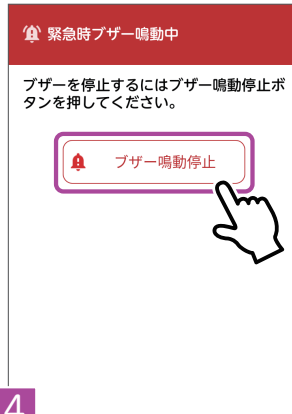 緊急時ブザー鳴動中
ブザーを停止するにはブザー鳴動停止ボ
タンを押してください。
ブザー鳴動停止
4